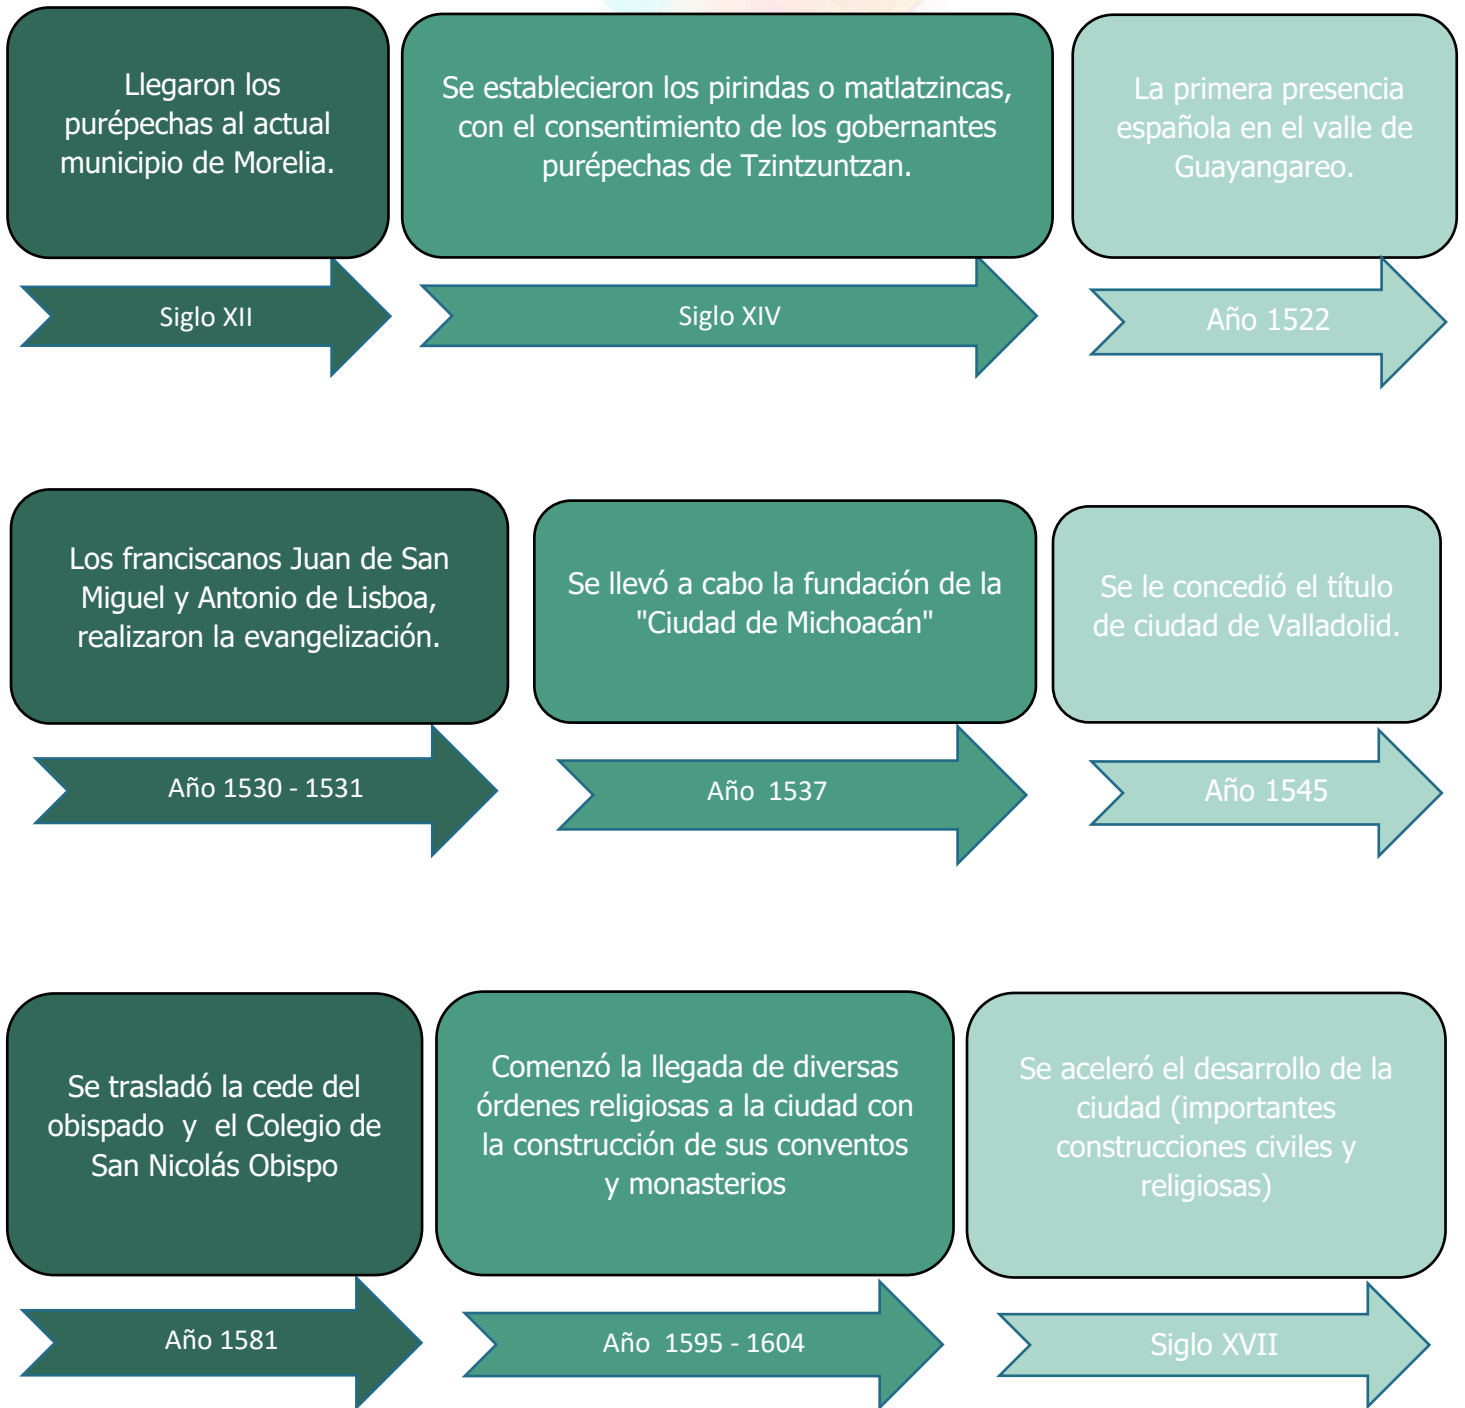 Llegaron los
purépechas al actual
municipio de Morelia.
Siglo XII
Se establecieron los pirindas o matlatzincas,
con el consentimiento de los gobernantes
purépechas de Tzintzuntzan.
Siglo XIV
La primera presencia
española en el valle de
Guayangareo.
Año 1522
Los franciscanos Juan de San
Miguel y Antonio de Lisboa,
realizaron la evangelización.
Año 1530 - 1531
Se llevó a cabo la fundación de la
"Ciudad de Michoacán"
Año 1537
Se le concedió el título
de ciudad de Valladolid.
Año 1545
Se trasladó la cede del
obispado y el Colegio de
San Nicolás Obispo
Año 1581
Comenzó la llegada de diversas
órdenes religiosas a la ciudad con
la construcción de sus conventos
y monasterios
Año 1595 - 1604
Se aceleró el desarrollo de la
ciudad (importantes
construcciones civiles y
religiosas)
Siglo XVII